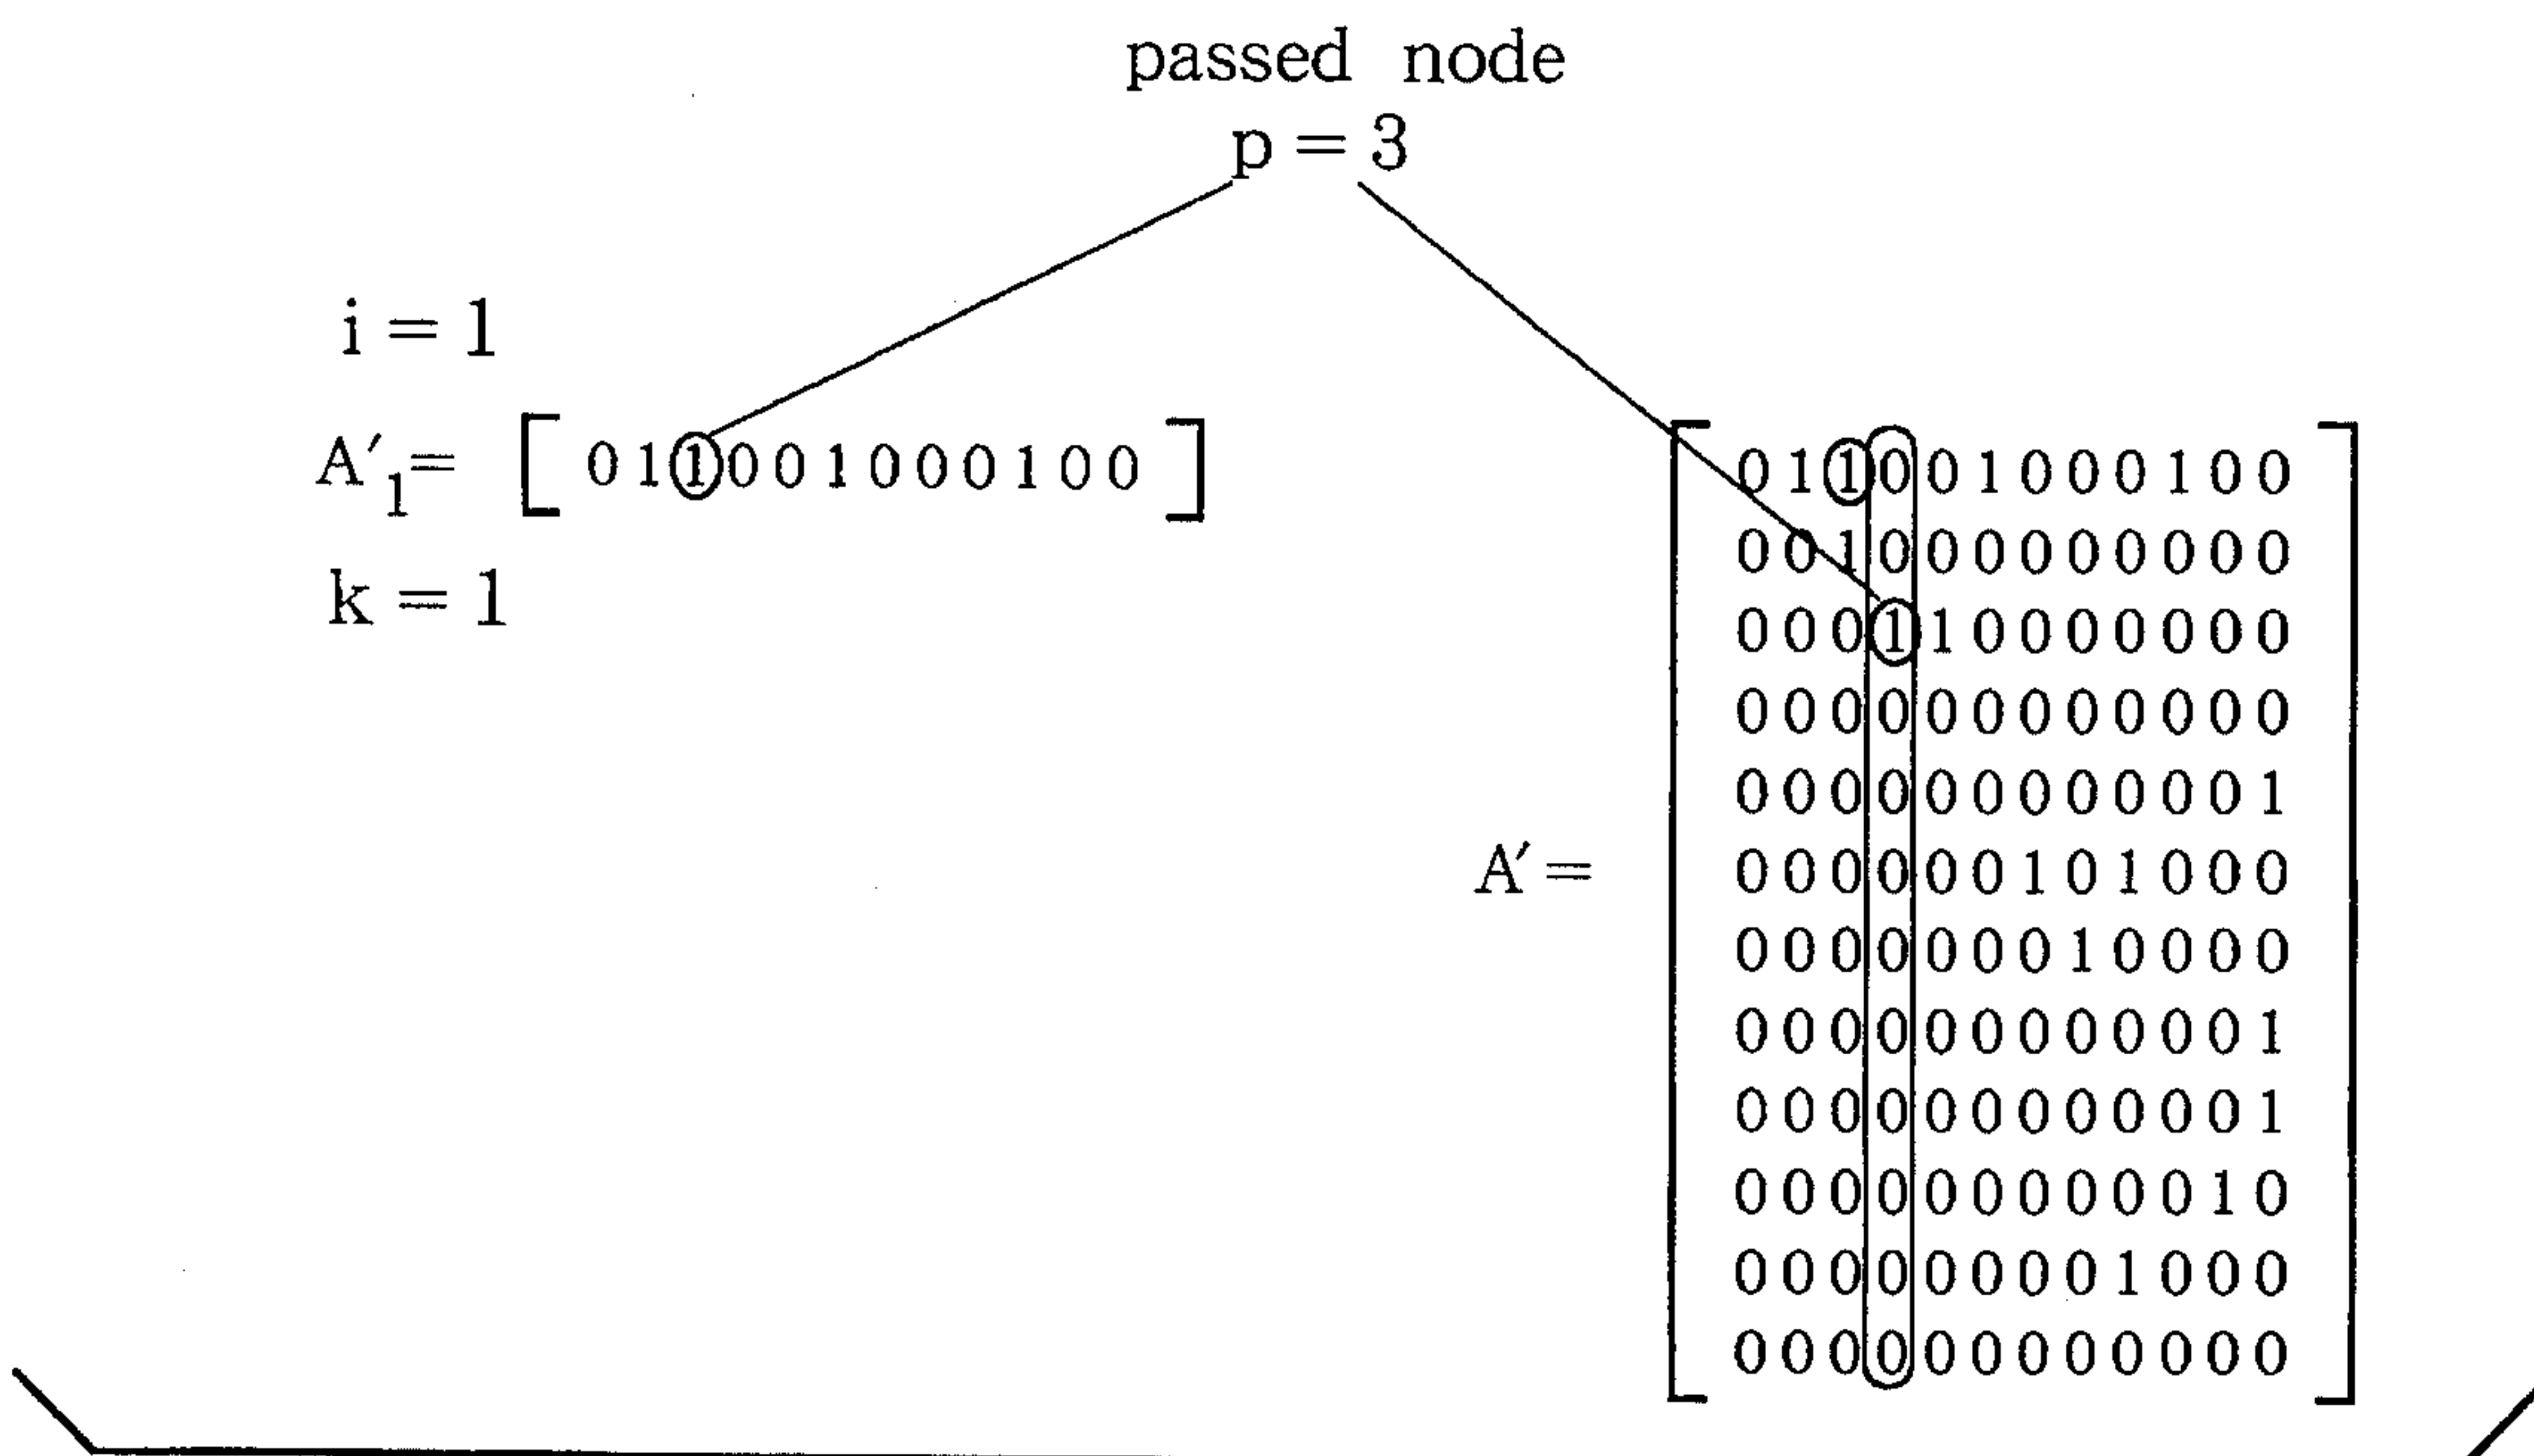 passed node
p = 3
i = 1
A′1= [ 0 1 1 0 0 1 0 0 0 1 0 0 ]
k = 1
A′=
0 1 1 0 0 1 0 0 0 1 0 0
0 0 1 0 0 0 0 0 0 0 0 0
0 0 0 1 1 0 0 0 0 0 0 0
0 0 0 0 0 0 0 0 0 0 0 0
0 0 0 0 0 0 0 0 0 0 0 1
0 0 0 0 0 0 1 0 1 0 0 0
0 0 0 0 0 0 0 1 0 0 0 0
0 0 0 0 0 0 0 0 0 0 0 1
0 0 0 0 0 0 0 0 0 0 0 1
0 0 0 0 0 0 0 0 0 0 1 0
0 0 0 0 0 0 0 0 1 0 0 0
0 0 0 0 0 0 0 0 0 0 0 0